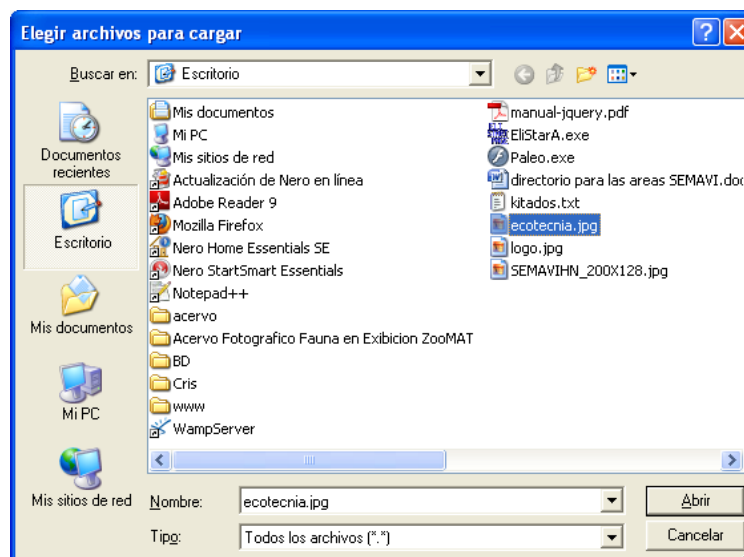 Elegir archivos para cargar
Buscar en: Escritorio
Documentos recientes
Escritorio
Mis documentos
Mi PC
Mis sitios de red
Mis documentos
Mi PC
Mis sitios de red
Actualización de Nero en línea
Adobe Reader 9
Mozilla Firefox
Nero Home Essentials SE
Nero StartSmart Essentials
Notepad++
acervo
Acervo Fotografico Fauna en Exibicion ZooMAT
BD
Cris
www
WampServer
manual-jquery.pdf
EliStarA.exe
Paleo.exe
directorio para las areas SEMAVI.doc
kitados.txt
ecotecnia.jpg
logo.jpg
SEMAVIHN_200X128.jpg
Nombre: ecotecnia.jpg
Abrir
Tipo: Todos los archivos (*.*)
Cancelar